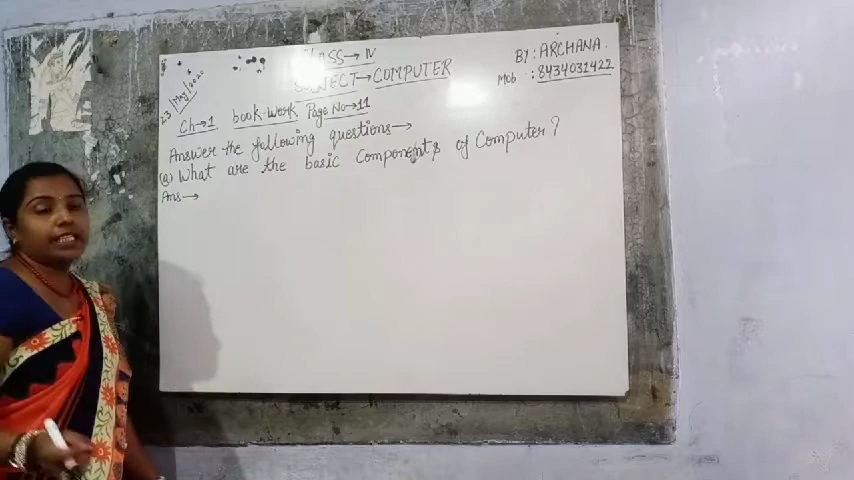 23/May/2020
CLASS → IV
SUBJECT → COMPUTER
BY: ARCHANA.
Mob : 8434031422
Ch→1 book-Work Page No→11
Answer the following questions→
(a) What are the basic Components of Computer?
Ans→